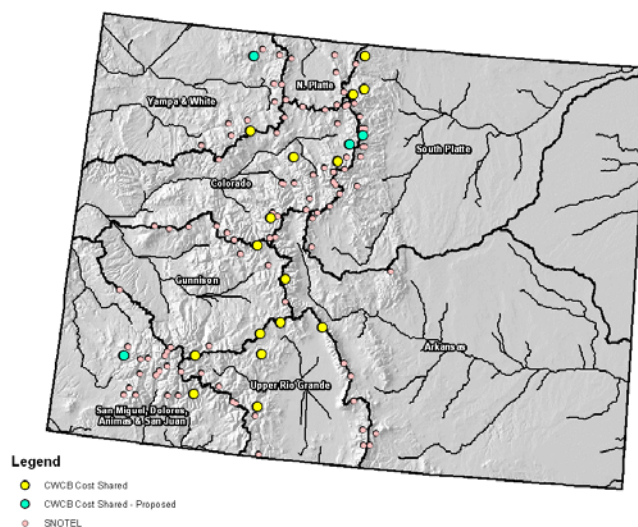 N. Platte
Yampa & White
South Platte
Colorado
Gunnison
Arkansas
Upper Rio Grande
San Miguel, Dolores,
Animas & San Juan
Legend
CWCB Cost Shared
CWCB Cost Shared - Proposed
SNOTEL